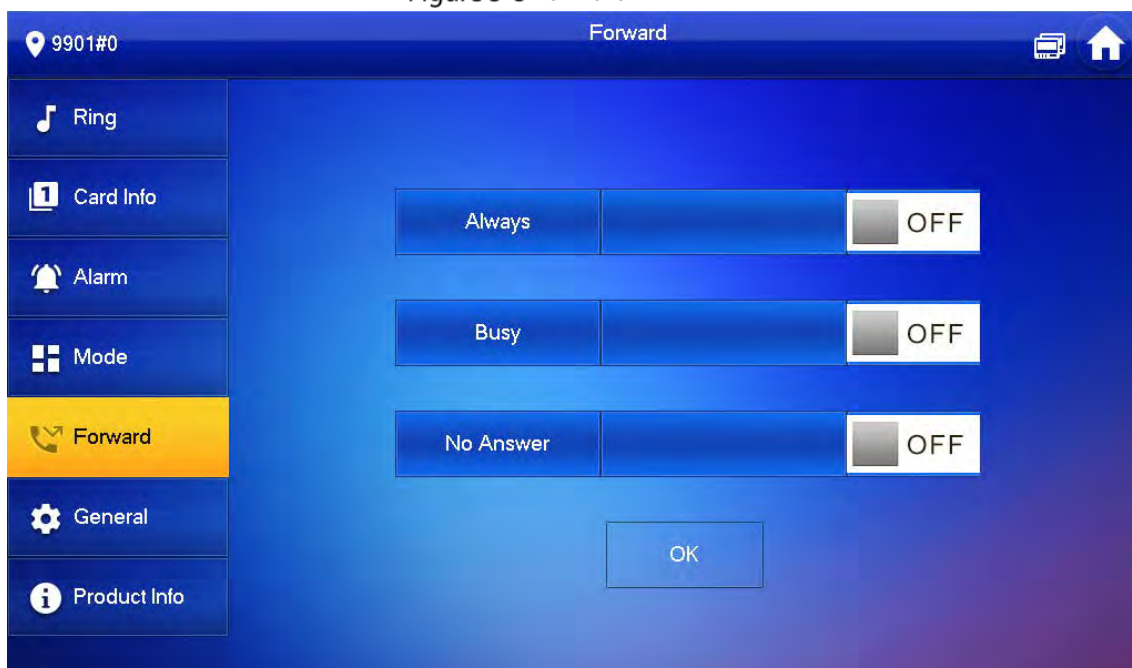 Forward
9901#0
Ring
1
Card Info
Alarm
Mode
Forward
General
Product Info
Always
OFF
Busy
OFF
No Answer
OFF
OK